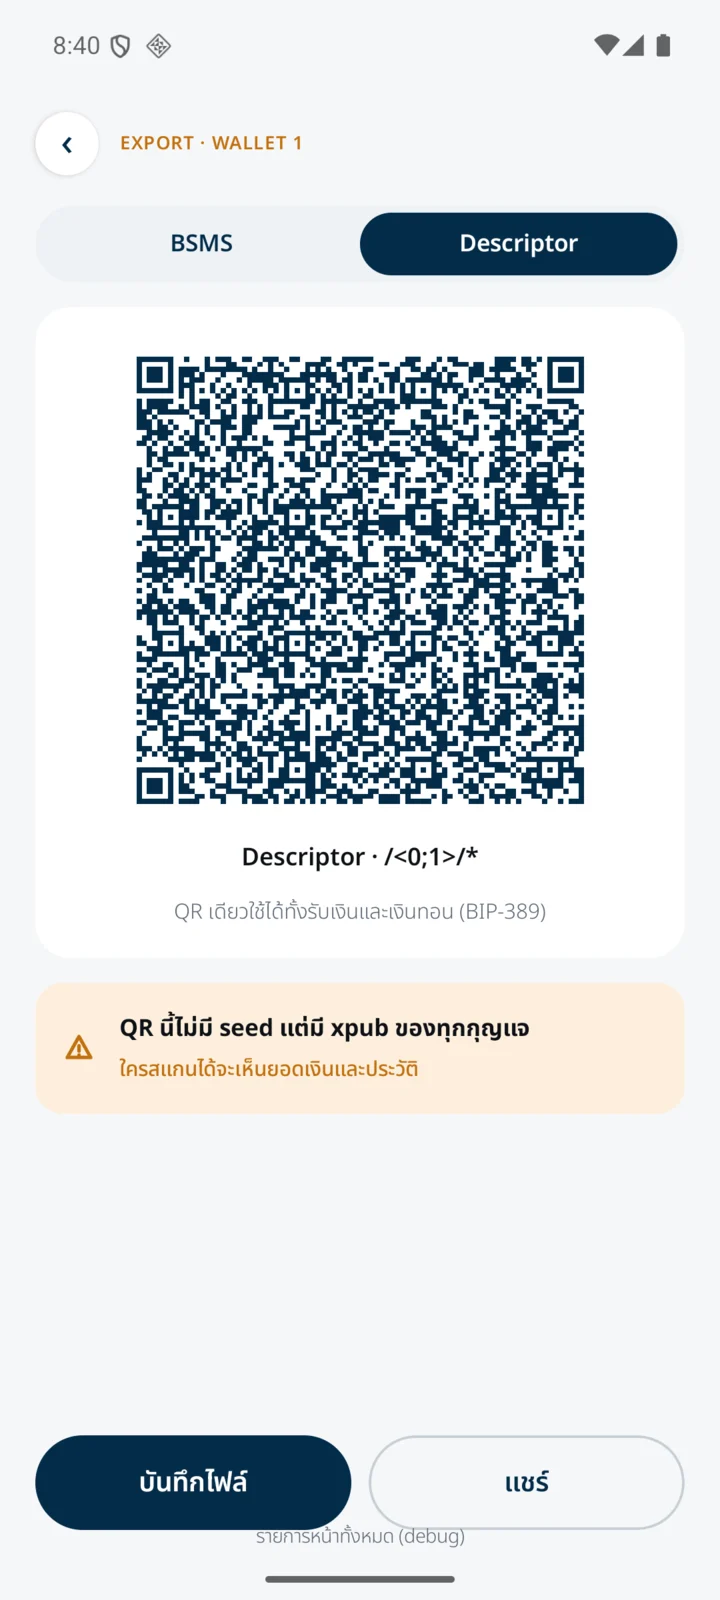 8:40
EXPORT · WALLET 1
BSMS
Descriptor
Descriptor · /<0;1>/*
QR เดียวใช้ได้ทั้งรับเงินและเงินทอน (BIP-389)
QR นี้ไม่มี seed แต่มี xpub ของทุกกุญแจ
ใครสแกนได้จะเห็นยอดเงินและประวัติ
บันทึกไฟล์
แชร์
รายการหน้าทั้งหมด (debug)